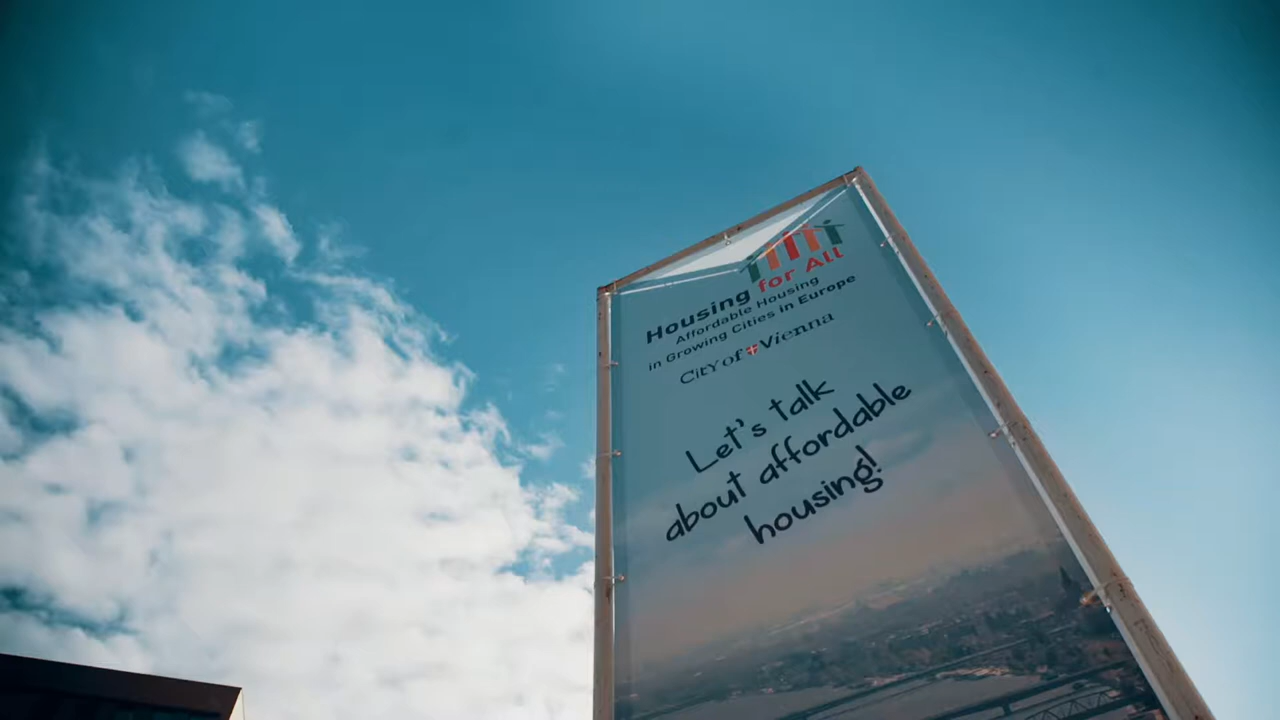 Housing for All
Affordable Housing
in Growing Cities in Europe
City of Vienna
Let's talk
about affordable
housing!